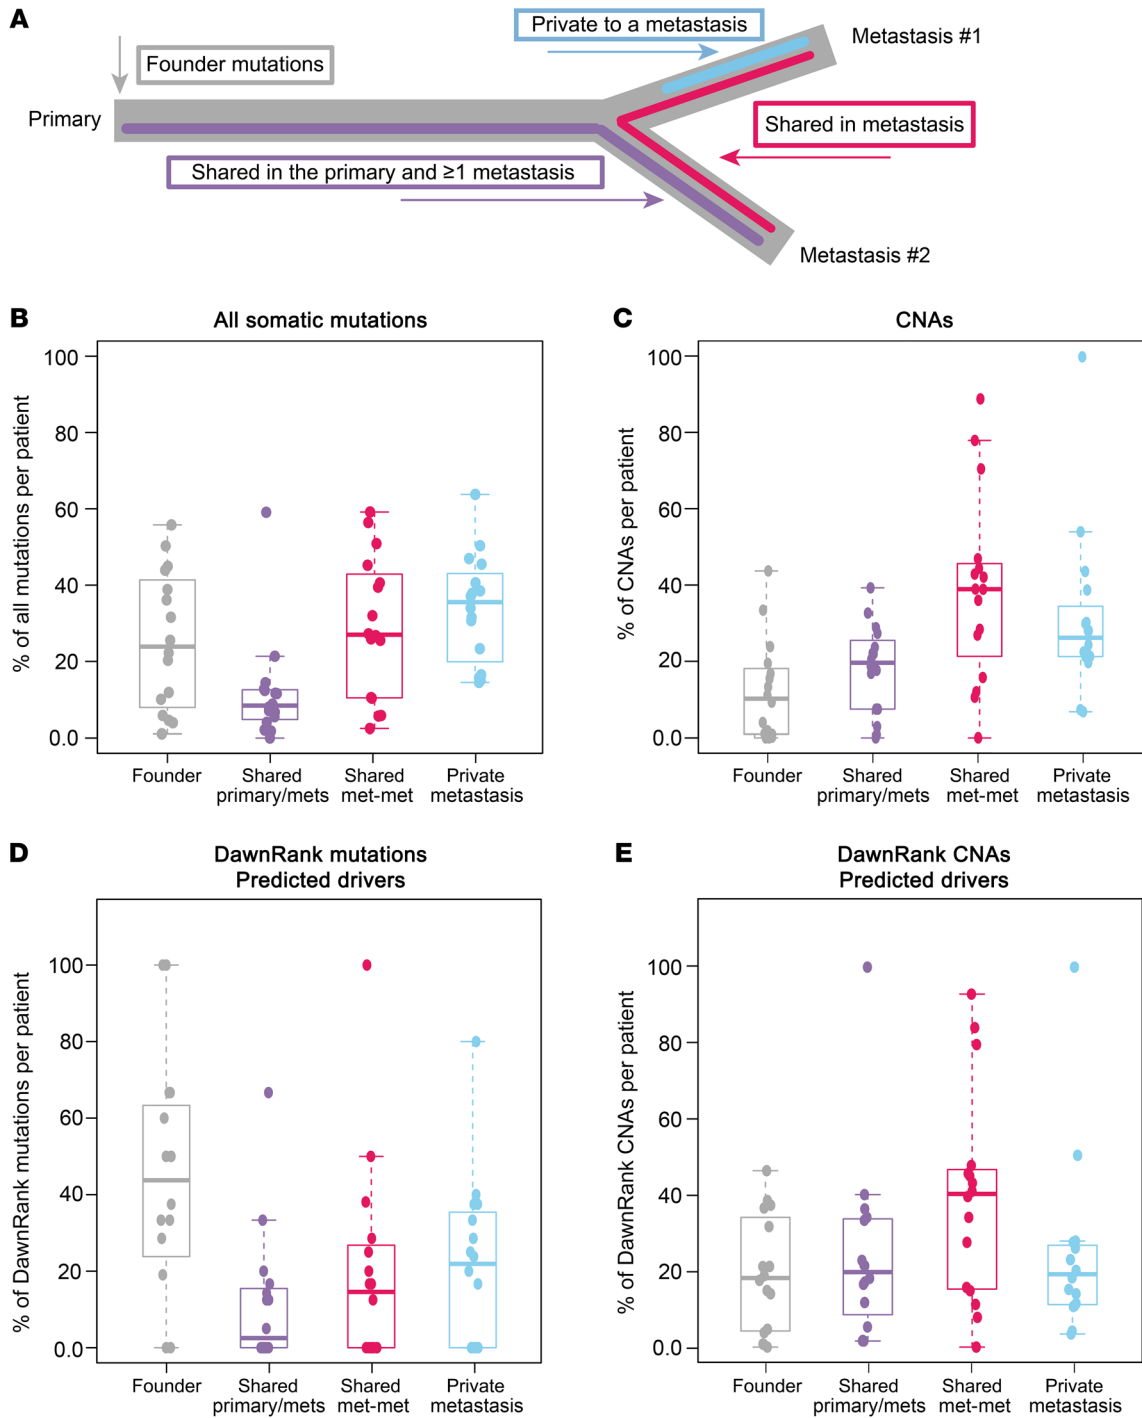 A
Private to a metastasis
Metastasis #1
Founder mutations
Primary
Shared in metastasis
Shared in the primary and ≥1 metastasis
Metastasis #2
B
All somatic mutations
% of all mutations per patient
100
80
60
40
20
0.0
Founder
Shared
primary/mets
Shared
met-met
Private
metastasis
C
CNAs
% of CNAs per patient
100
80
60
40
20
0.0
Founder
Shared
primary/mets
Shared
met-met
Private
metastasis
D
DawnRank mutations
Predicted drivers
% of DawnRank mutations per patient
100
80
60
40
20
0.0
Founder
Shared
primary/mets
Shared
met-met
Private
metastasis
E
DawnRank CNAs
Predicted drivers
% of DawnRank CNAs per patient
100
80
60
40
20
0.0
Founder
Shared
primary/mets
Shared
met-met
Private
metastasis